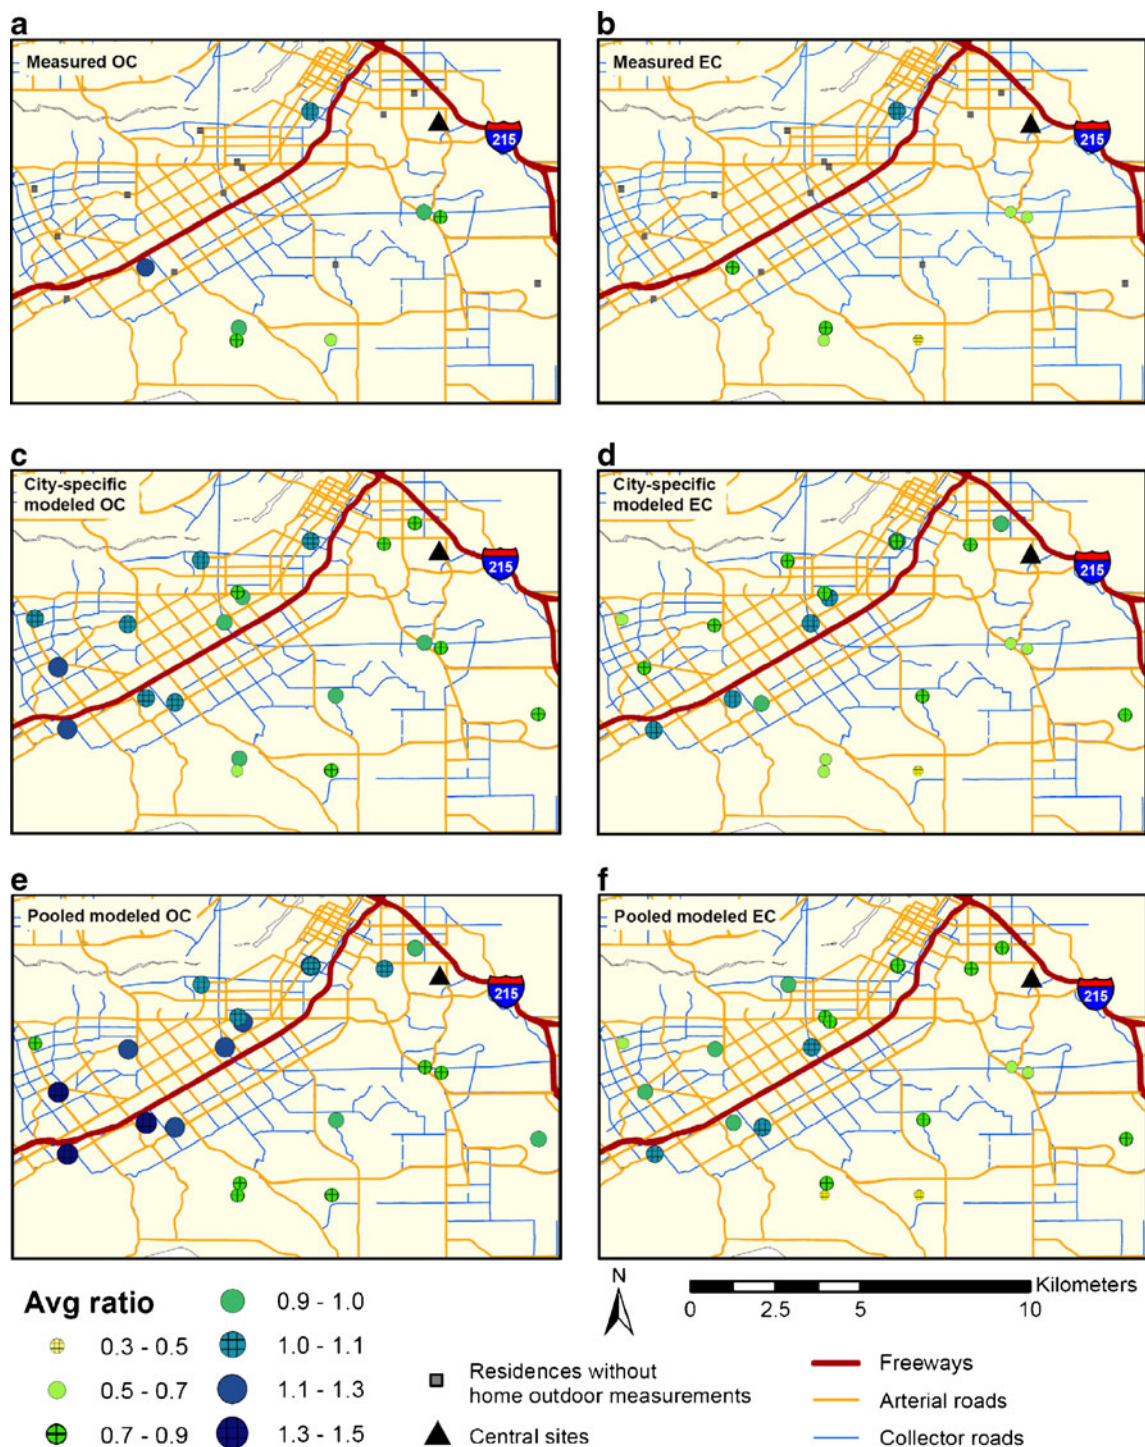 a
b
Measured OC
Measured EC
215
215
c
d
City-specific
modeled OC
City-specific
modeled EC
215
215
e
f
Pooled modeled OC
Pooled modeled EC
215
215
Avg ratio
0.3 - 0.5
0.5 - 0.7
0.7 - 0.9
0.9 - 1.0
1.0 - 1.1
1.1 - 1.3
1.3 - 1.5
N
Kilometers
0 2.5 5 10
Residences without
home outdoor measurements
Central sites
Freeways
Arterial roads
Collector roads